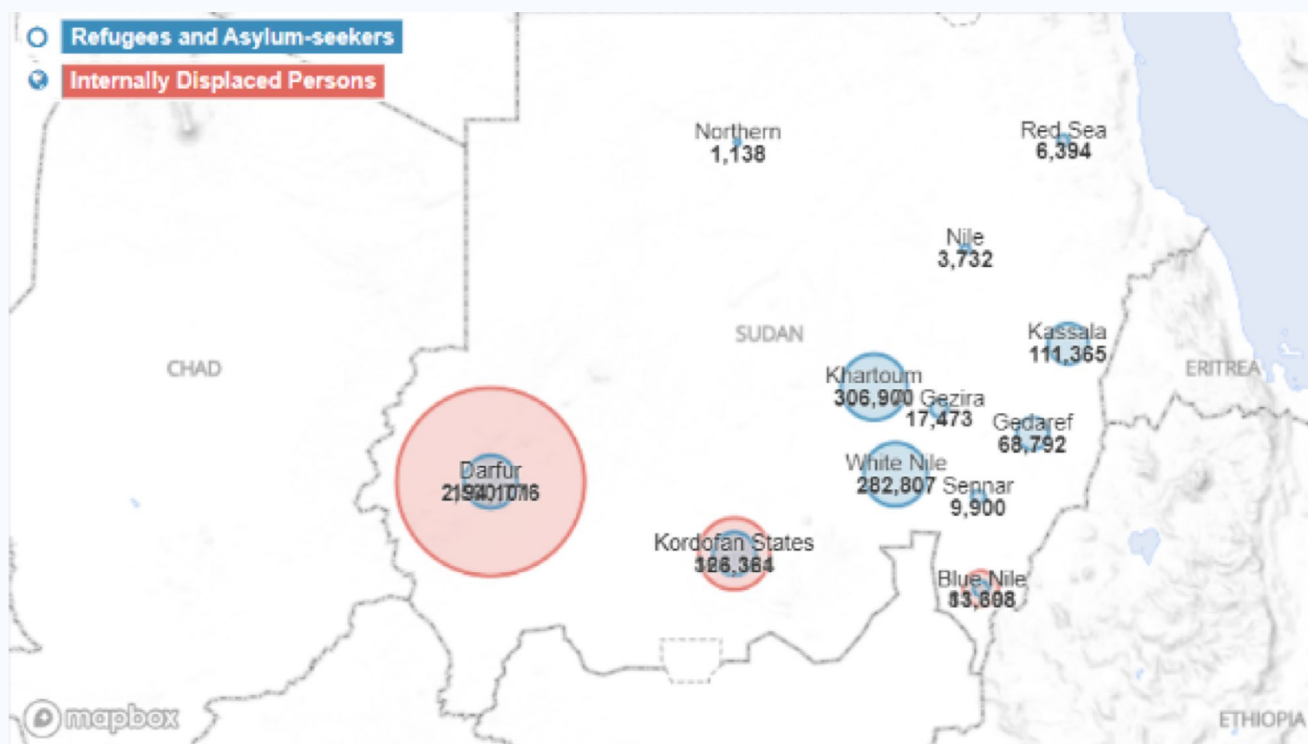 Refugees and Asylum-seekers
Internally Displaced Persons
Northern
1,138
Red Sea
6,394
Nile
3,732
SUDAN
Kassala
111,365
CHAD
ERITREA
Khartoum
306,900
Gezira
17,473
Gedaref
68,792
White Nile
282,807
Sennar
9,900
Darfur
Kordofan States
Blue Nile
mapbox
ETHIOPIA